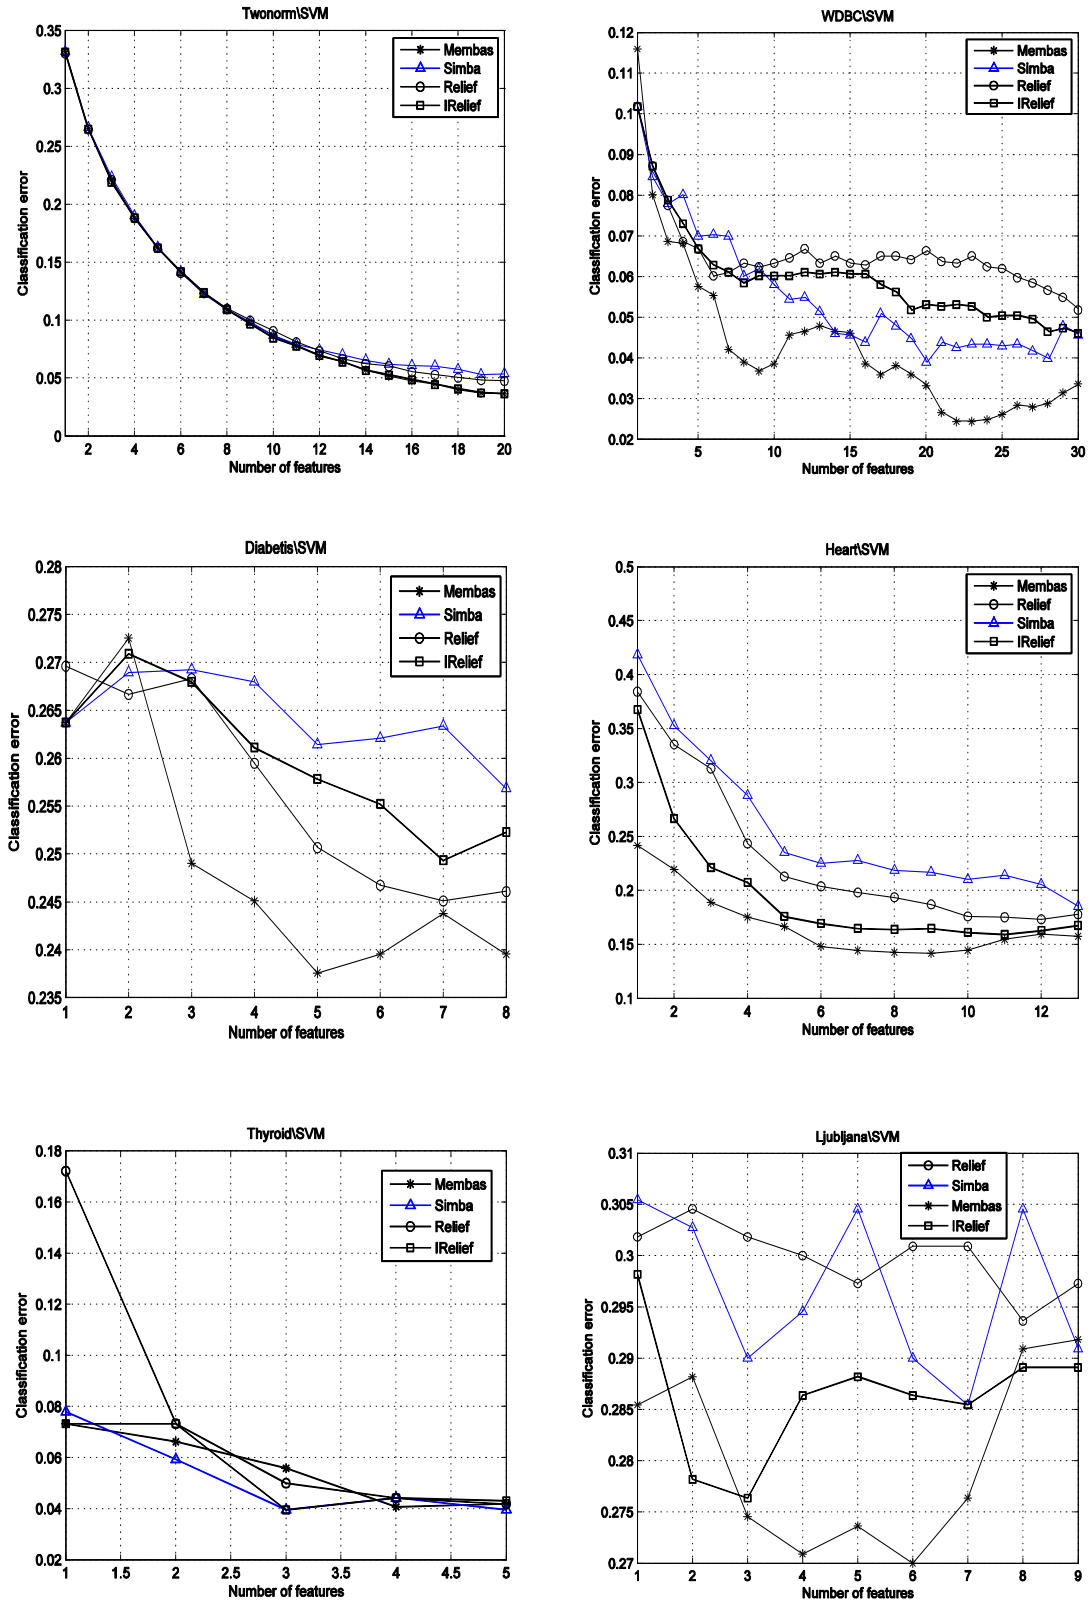 Twonorm\SVM
0.35
0.3
0.25
0.2
0.15
0.1
0.05
0
Classification error
Membas
Simba
Relief
IRelief
2 4 6 8 10 12 14 16 18 20
Number of features
WDBC\SVM
0.12
0.11
0.1
0.09
0.08
0.07
0.06
0.05
0.04
0.03
0.02
Classification error
Membas
Simba
Relief
IRelief
5 10 15 20 25 30
Number of features
Diabetis\SVM
0.28
0.275
0.27
0.265
0.26
0.255
0.25
0.245
0.24
0.235
Classification error
Membas
Simba
Relief
IRelief
1 2 3 4 5 6 7 8
Number of features
Heart\SVM
0.5
0.45
0.4
0.35
0.3
0.25
0.2
0.15
0.1
Classification error
Membas
Relief
Simba
IRelief
2 4 6 8 10 12
Number of features
Thyroid\SVM
0.18
0.16
0.14
0.12
0.1
0.08
0.06
0.04
0.02
Classification error
Membas
Simba
Relief
IRelief
1 1.5 2 2.5 3 3.5 4 4.5 5
Number of features
Ljubljana\SVM
0.31
0.305
0.3
0.295
0.29
0.285
0.28
0.275
0.27
Classification error
Relief
Simba
Membas
IRelief
1 2 3 4 5 6 7 8 9
Number of features